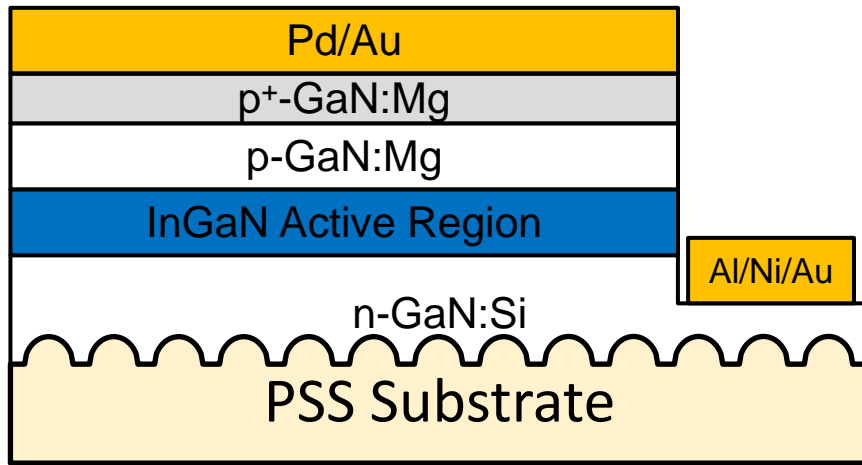 Pd/Au
p⁺-GaN:Mg
p-GaN:Mg
InGaN Active Region
Al/Ni/Au
n-GaN:Si
PSS Substrate